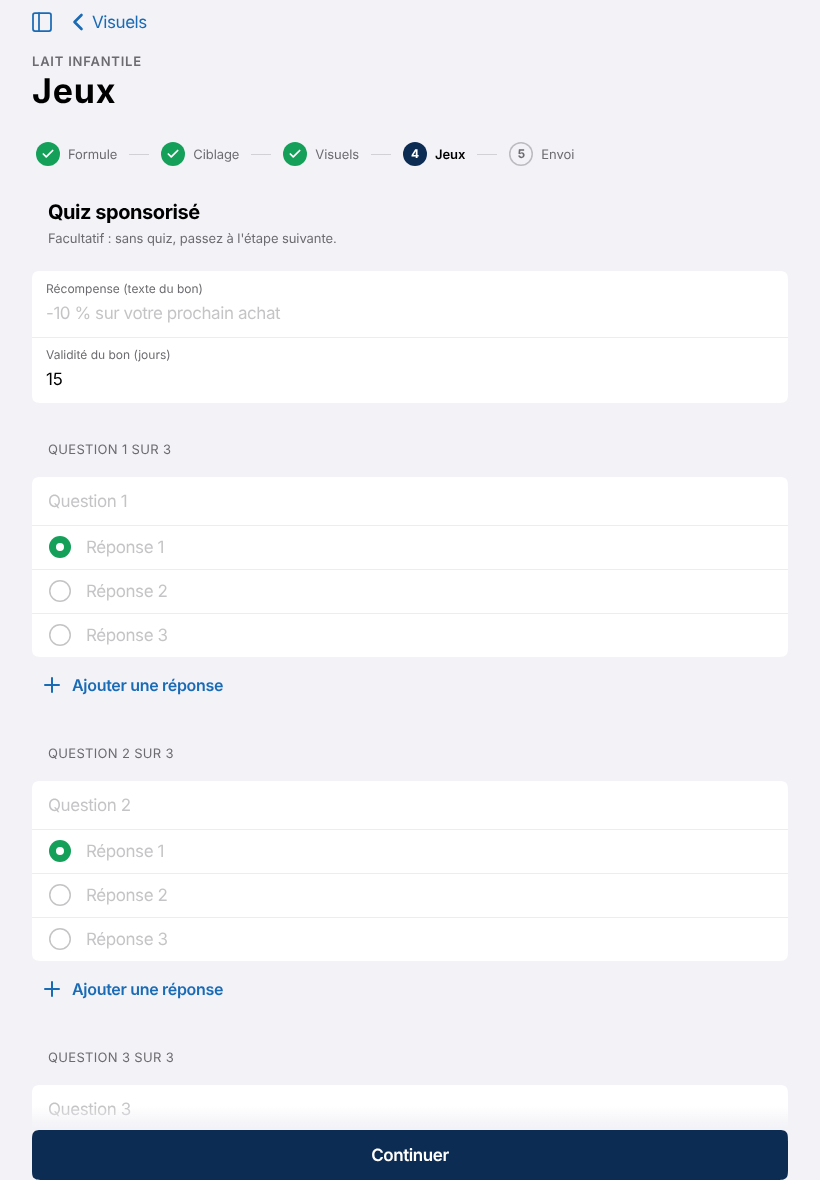 Visuels
LAIT INFANTILE
Jeux
Formule
Ciblage
Visuels
4 Jeux
5 Envoi
Quiz sponsorisé
Facultatif : sans quiz, passez à l'étape suivante.
Récompense (texte du bon)
-10 % sur votre prochain achat
Validité du bon (jours)
15
QUESTION 1 SUR 3
Question 1
Réponse 1
Réponse 2
Réponse 3
Ajouter une réponse
QUESTION 2 SUR 3
Question 2
Réponse 1
Réponse 2
Réponse 3
Ajouter une réponse
QUESTION 3 SUR 3
Question 3
Continuer